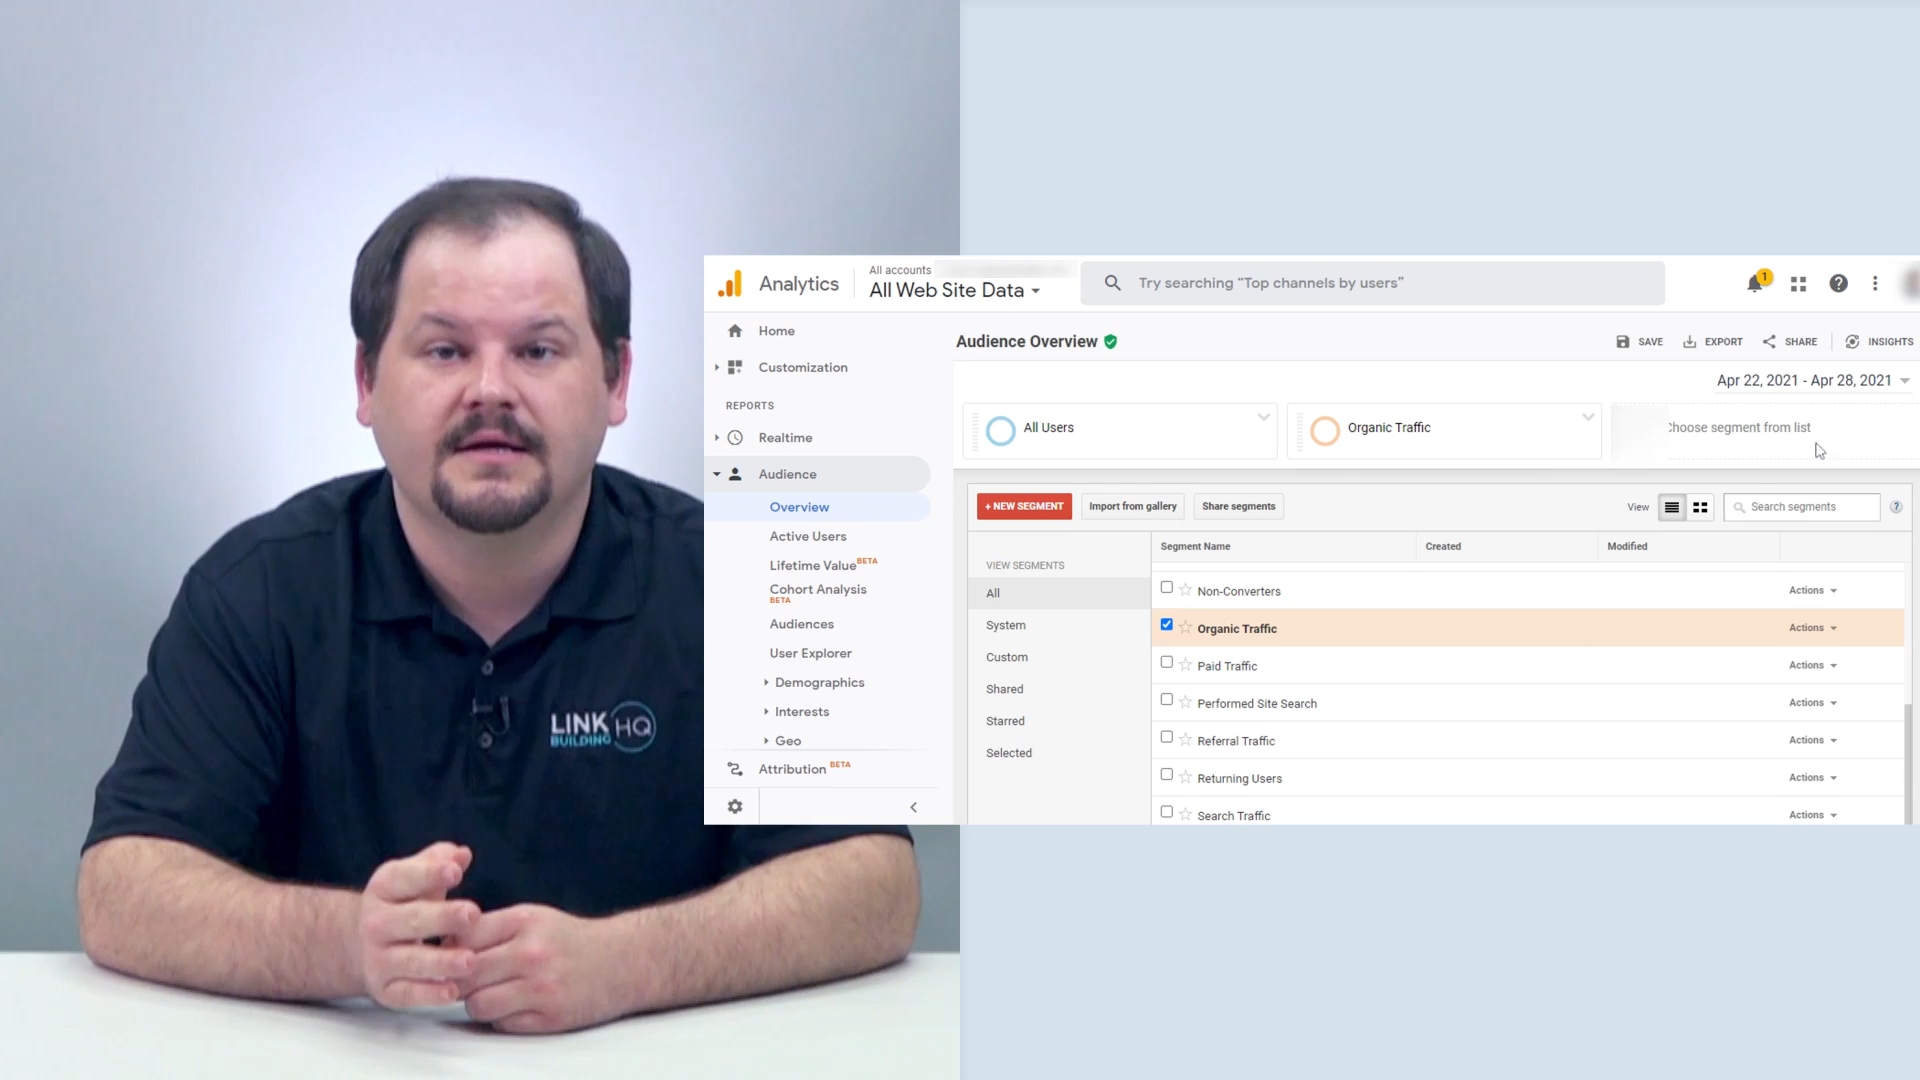 LINK
BUILDING
HQ
Analytics
All accounts
All Web Site Data
Try searching “Top channels by users”
1
Home
Customization
REPORTS
Realtime
Audience
Overview
Active Users
Lifetime Value BETA
Cohort Analysis
BETA
Audiences
User Explorer
Demographics
Interests
Geo
Attribution BETA
Audience Overview
SAVE
EXPORT
SHARE
INSIGHTS
Apr 22, 2021 - Apr 28, 2021
All Users
Organic Traffic
Choose segment from list
+ NEW SEGMENT
Import from gallery
Share segments
View
Search segments
?
VIEW SEGMENTS
All
System
Custom
Shared
Starred
Selected
Segment Name Created Modified
Non-Converters Actions
Organic Traffic Actions
Paid Traffic Actions
Performed Site Search Actions
Referral Traffic Actions
Returning Users Actions
Search Traffic Actions